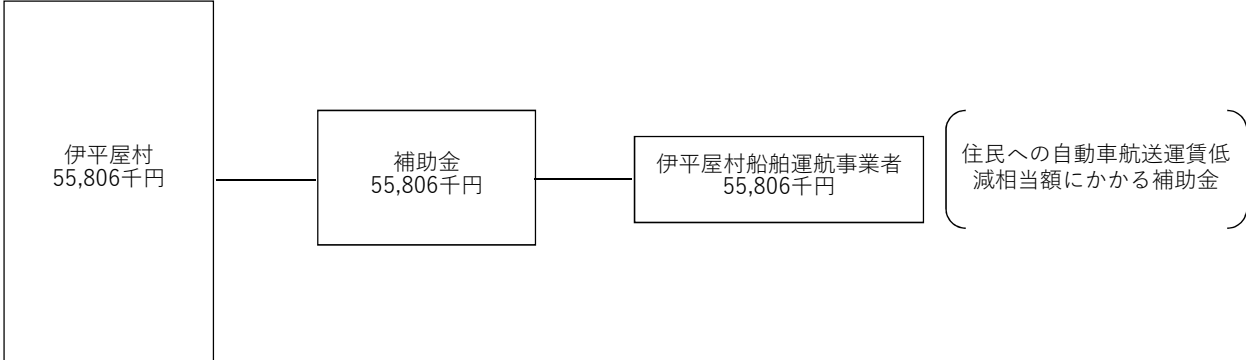 伊平屋村
55,806千円
補助金
55,806千円
伊平屋村船舶運航事業者
55,806千円
住民への自動車航送運賃低
減相当額にかかる補助金